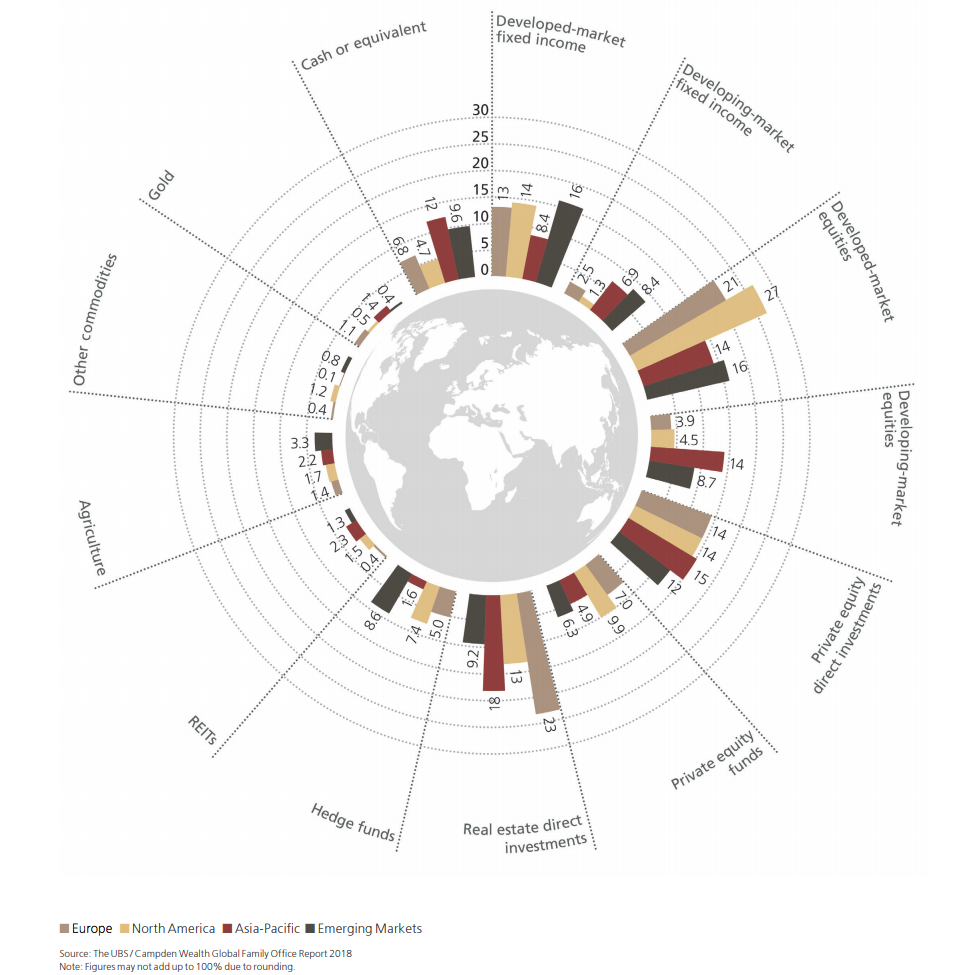 Developed-market
fixed income
30
25
20
15
10
5
0
13
14
8.4
16
Developing-market
fixed income
2.5
1.3
6.9
8.4
Developed-market
equities
21
27
14
16
Developing-market
equities
3.9
4.5
14
8.7
Private equity
direct investments
14
14
15
12
Private equity
funds
7.0
9.9
4.9
6.3
Real estate direct
investments
23
13
18
9.2
Hedge funds
5.0
7.4
1.6
8.6
REITs
0.4
1.5
2.3
1.3
Agriculture
1.4
1.7
2.2
3.3
Other commodities
0.4
1.2
0.1
0.8
Gold
1.1
0.5
1.4
0.4
Cash or equivalent
6.8
4.7
12
9.6
Europe North America Asia-Pacific Emerging Markets
Source: The UBS / Campden Wealth Global Family Office Report 2018
Note: Figures may not add up to 100% due to rounding.